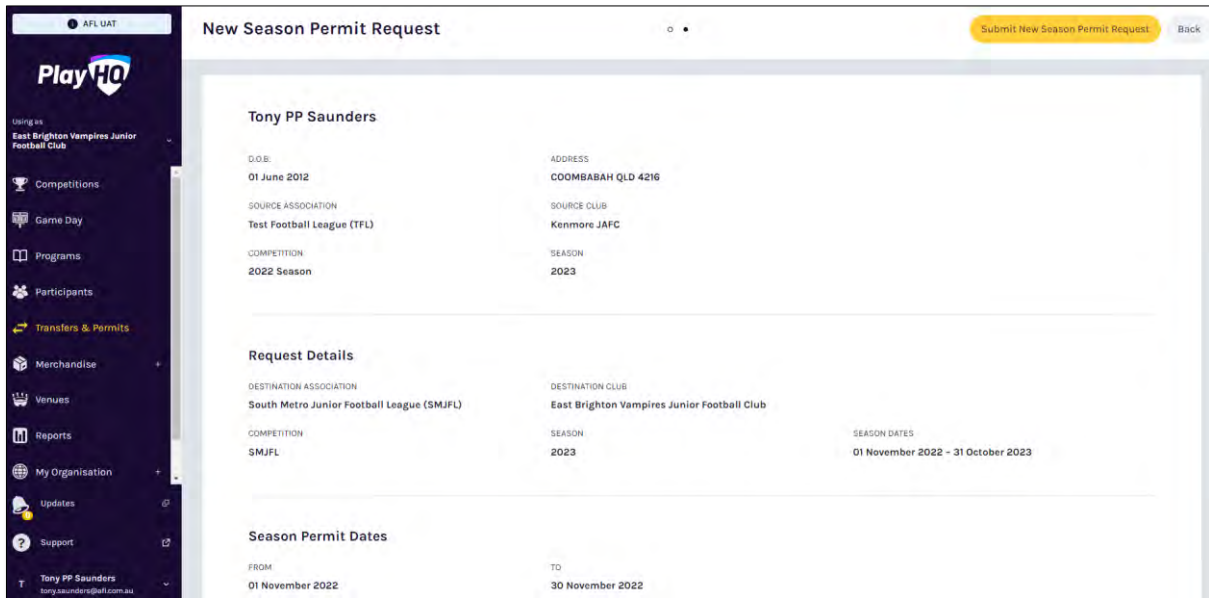 AFL UAT
PlayHQ
Using as
East Brighton Vampires Junior
Football Club
Competitions
Game Day
Programs
Participants
Transfers & Permits
Merchandise +
Venues
Reports
My Organisation +
Updates
Support
T Tony PP Saunders
tony.saunders@afl.com.au
New Season Permit Request
Submit New Season Permit Request
Back
Tony PP Saunders
D.O.B. ADDRESS
01 June 2012 COOMBABAH QLD 4216
SOURCE ASSOCIATION SOURCE CLUB
Test Football League (TFL) Kenmore JAFC
COMPETITION SEASON
2022 Season 2023
Request Details
DESTINATION ASSOCIATION DESTINATION CLUB
South Metro Junior Football League (SMJFL) East Brighton Vampires Junior Football Club
COMPETITION SEASON SEASON DATES
SMJFL 2023 01 November 2022 - 31 October 2023
Season Permit Dates
FROM TO
01 November 2022 30 November 2022